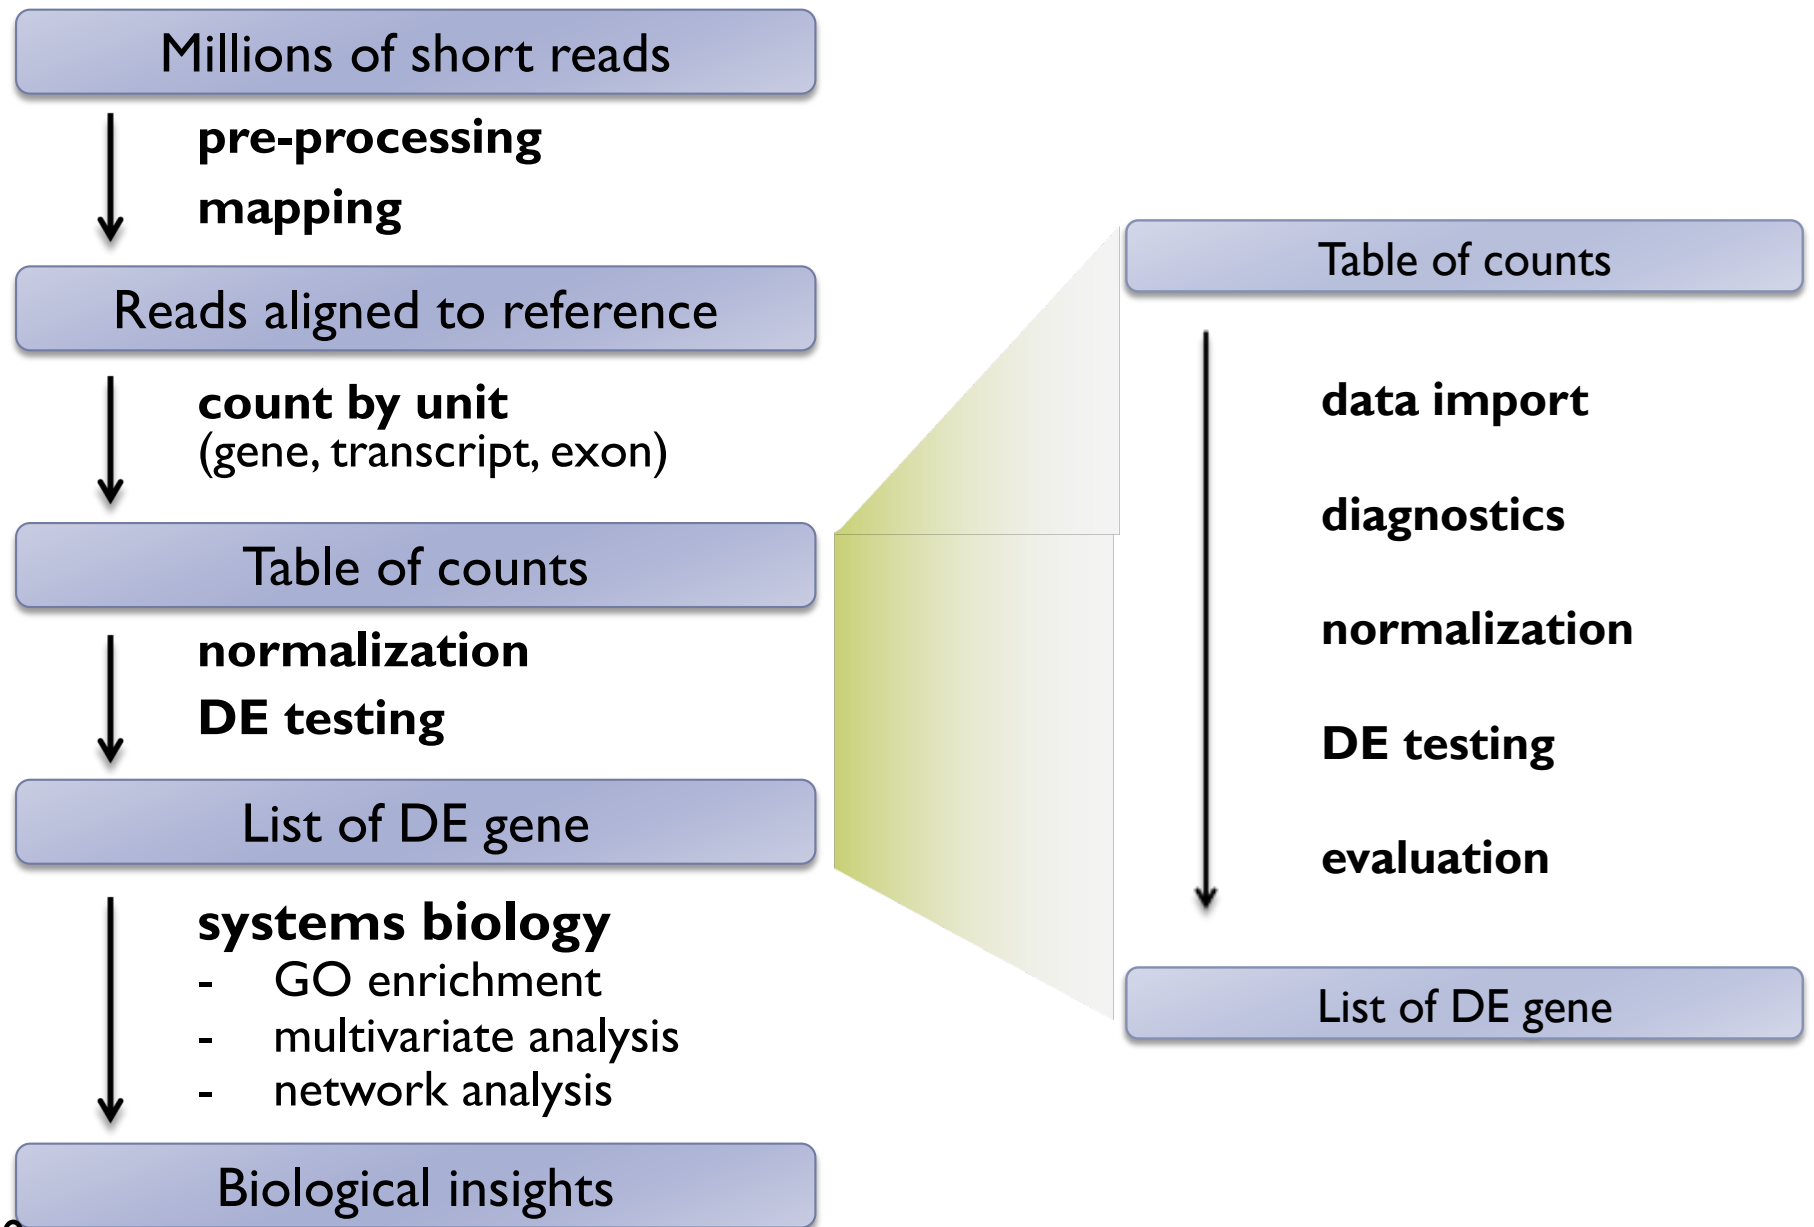 Millions of short reads
pre-processing
mapping
Reads aligned to reference
count by unit
(gene, transcript, exon)
Table of counts
normalization
DE testing
List of DE gene
systems biology
- GO enrichment
- multivariate analysis
- network analysis
Biological insights
Table of counts
data import
diagnostics
normalization
DE testing
evaluation
List of DE gene